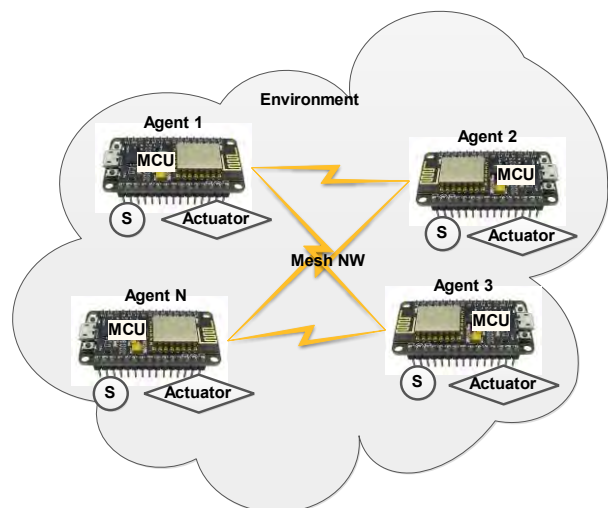 Environment
Agent 1
Agent 2
MCU
MCU
S
Actuator
S
Actuator
Mesh NW
Agent N
Agent 3
MCU
MCU
S
Actuator
S
Actuator